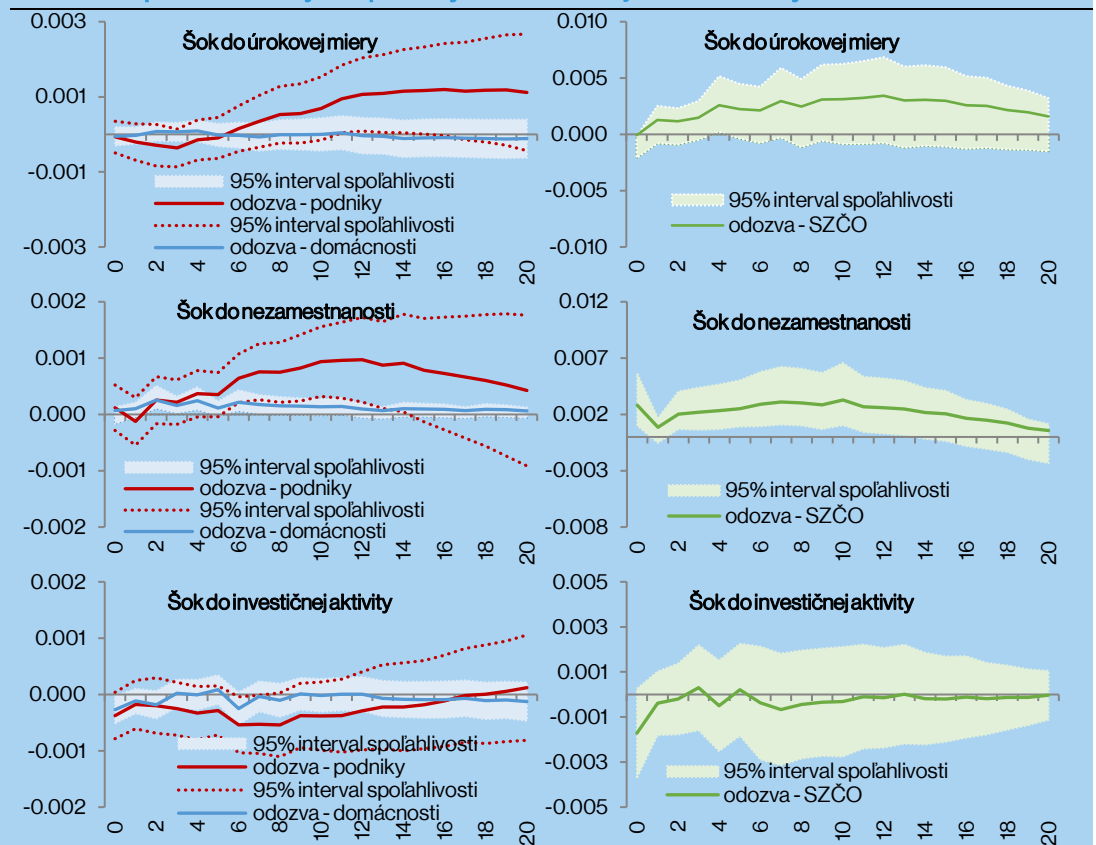 Šok do úrokovej miery
0.003
0.001
-0.001
-0.003
95% interval spoľahlivosti
odozva - podniky
95% interval spoľahlivosti
odozva - domácnosti
0 2 4 6 8 10 12 14 16 18 20
Šok do úrokovej miery
0.010
0.005
0.000
-0.005
-0.010
95% interval spoľahlivosti
odozva - SZČO
0 2 4 6 8 10 12 14 16 18 20
Šok do nezamestnanosti
0.002
0.001
0.000
-0.001
-0.002
95% interval spoľahlivosti
odozva - podniky
95% interval spoľahlivosti
odozva - domácnosti
0 2 4 6 8 10 12 14 16 18 20
Šok do nezamestnanosti
0.012
0.007
0.002
-0.003
-0.008
95% interval spoľahlivosti
odozva - SZČO
0 2 4 6 8 10 12 14 16 18 20
Šok do investičnej aktivity
0.002
0.001
0.000
-0.001
-0.002
95% interval spoľahlivosti
odozva - podniky
95% interval spoľahlivosti
odozva - domácnosti
0 2 4 6 8 10 12 14 16 18 20
Šok do investičnej aktivity
0.005
0.003
0.001
-0.001
-0.003
-0.005
95% interval spoľahlivosti
odozva - SZČO
0 2 4 6 8 10 12 14 16 18 20